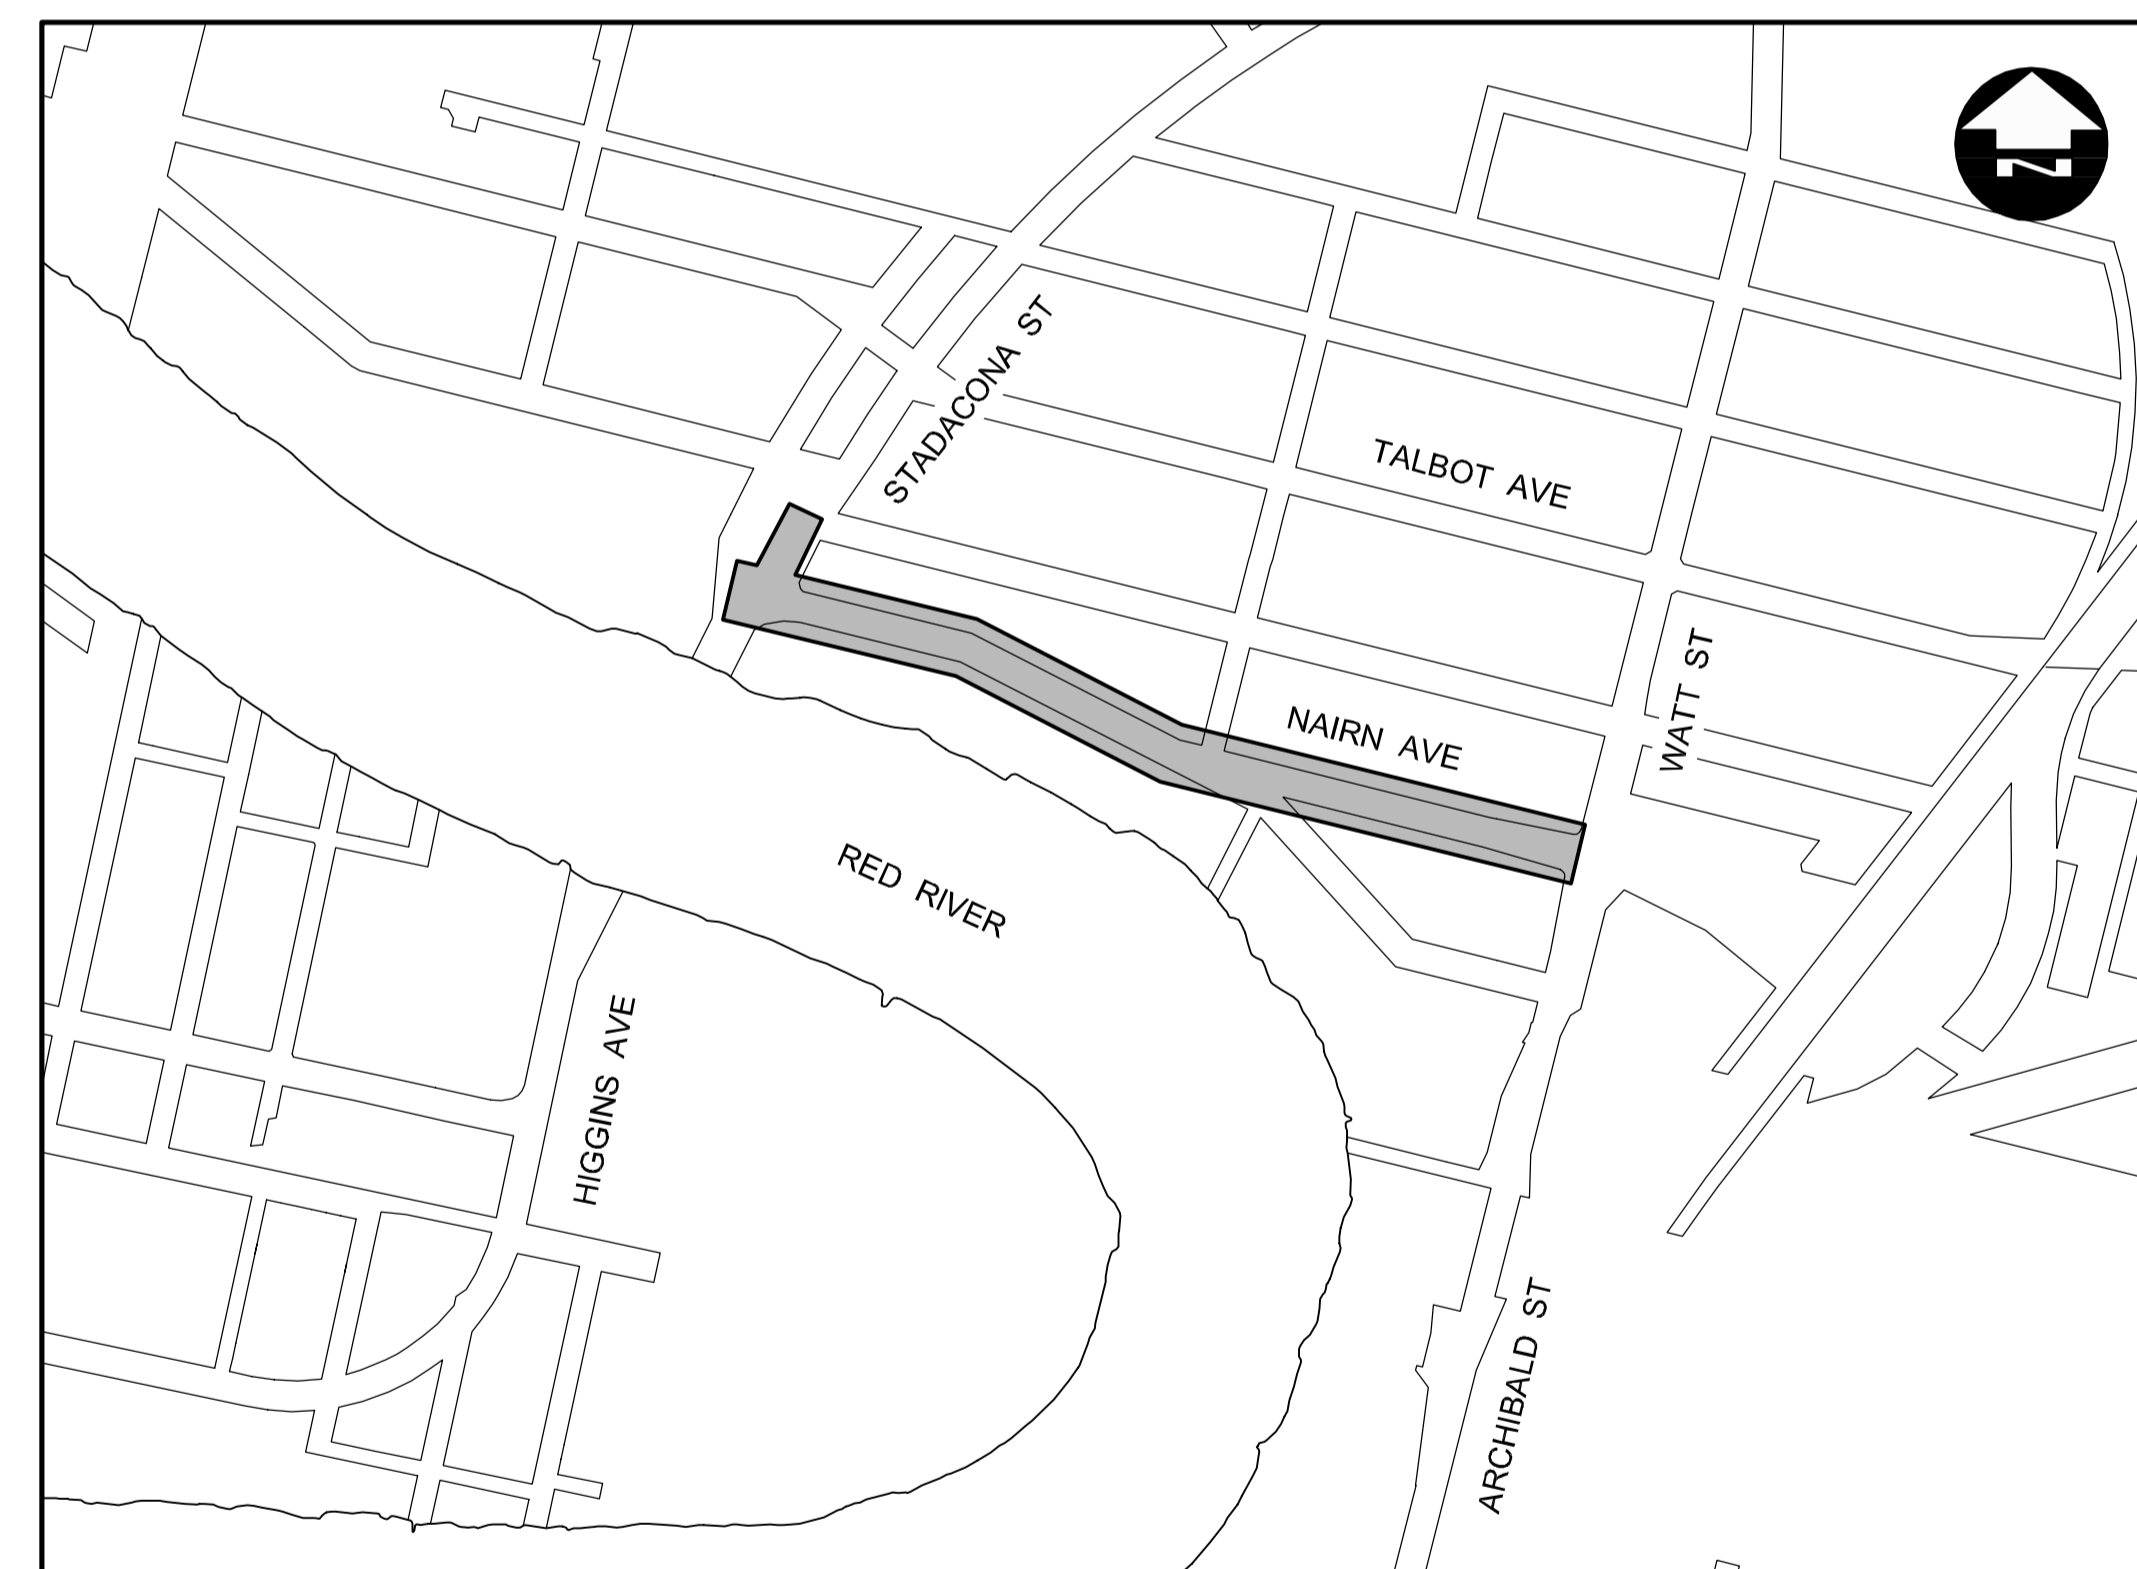 N
STADACONA ST
TALBOT AVE
WATT ST
NAIRN AVE
RED RIVER
HIGGINS AVE
ARCHIBALD ST